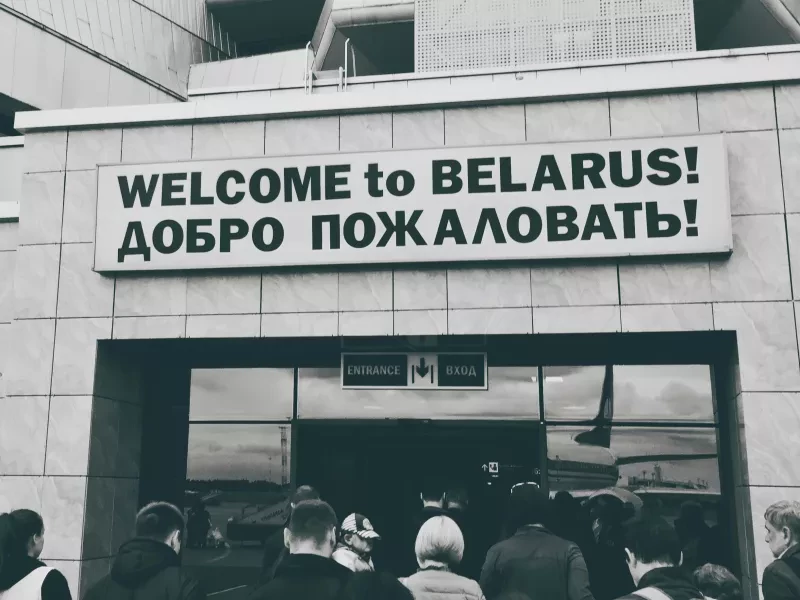 WELCOME to BELARUS!
ДОБРО ПОЖАЛОВАТЬ!
ENTRANCE ВХОД